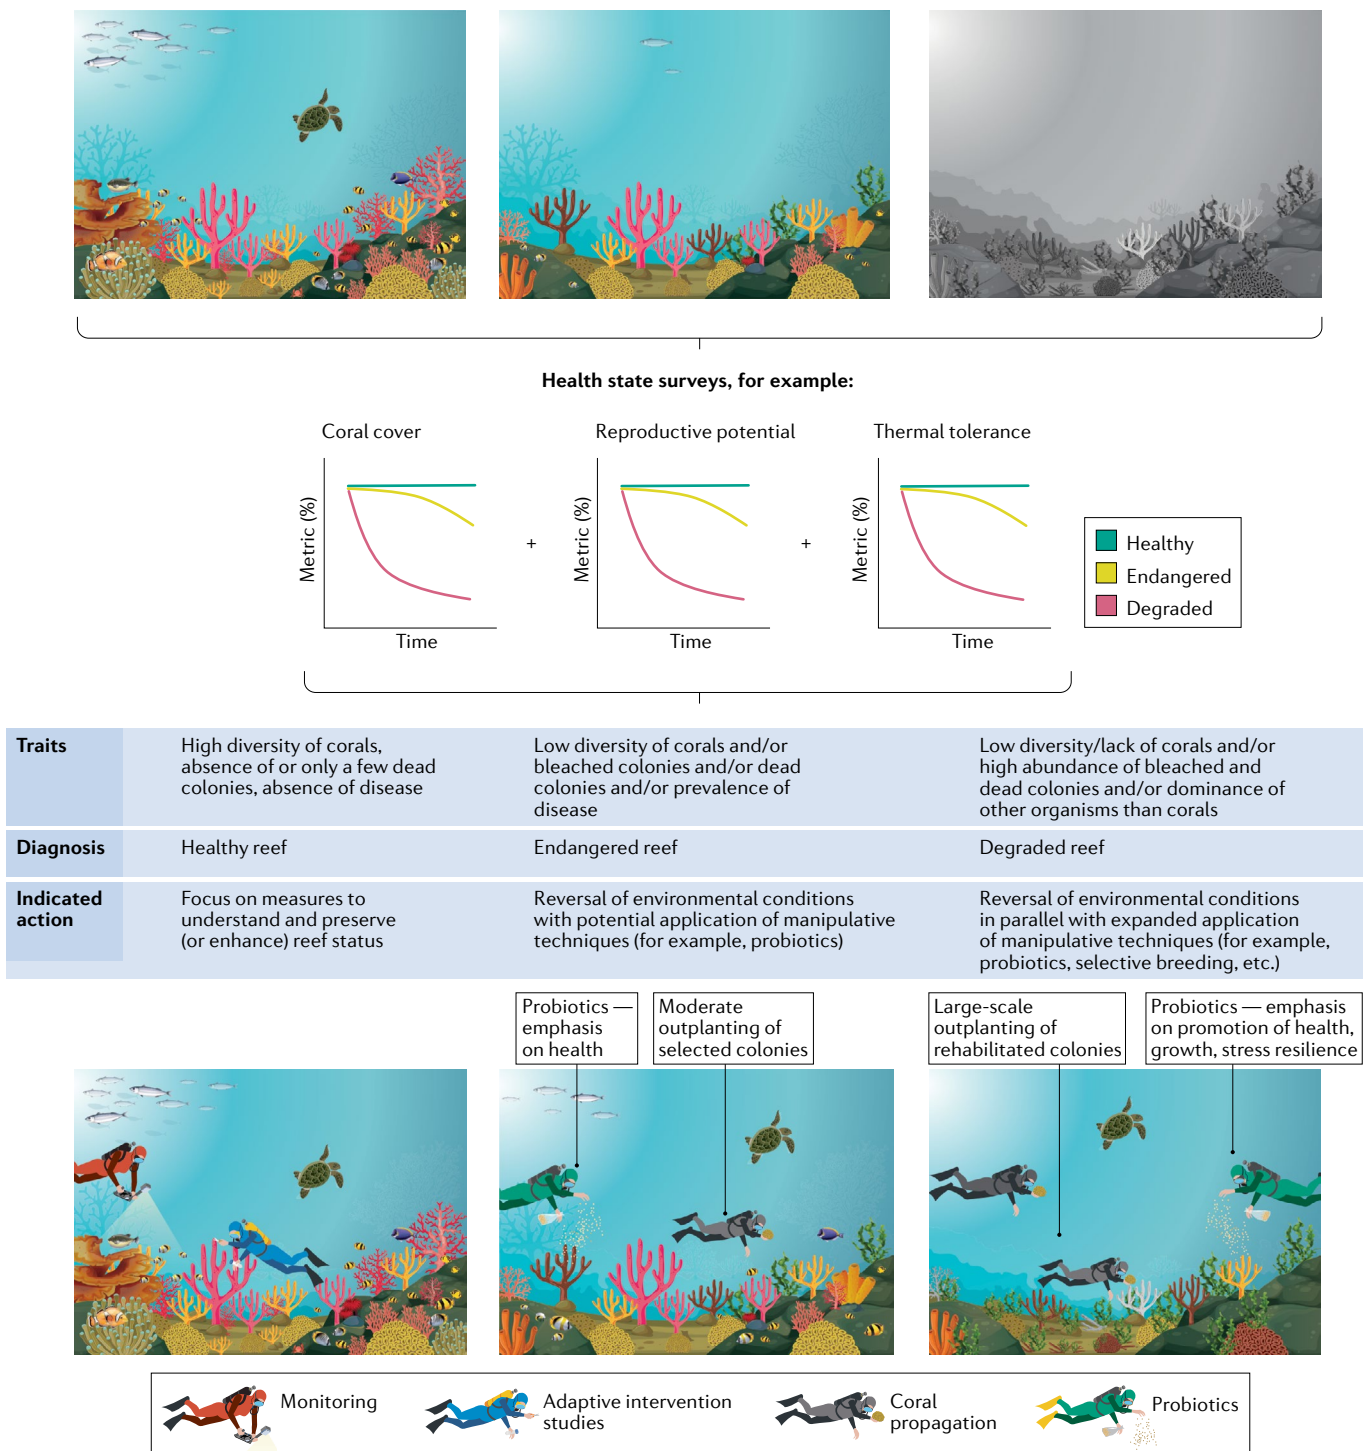 Health state surveys, for example:
Coral cover
Reproductive potential
Thermal tolerance
Metric (%)
Time
+
Metric (%)
Time
+
Metric (%)
Time
Healthy
Endangered
Degraded
Traits
High diversity of corals,
absence of or only a few dead
colonies, absence of disease
Low diversity of corals and/or
bleached colonies and/or dead
colonies and/or prevalence of
disease
Low diversity/lack of corals and/or
high abundance of bleached and
dead colonies and/or dominance of
other organisms than corals
Diagnosis
Healthy reef
Endangered reef
Degraded reef
Indicated
action
Focus on measures to
understand and preserve
(or enhance) reef status
Reversal of environmental conditions
with potential application of manipulative
techniques (for example, probiotics)
Reversal of environmental conditions
in parallel with expanded application
of manipulative techniques (for example,
probiotics, selective breeding, etc.)
Probiotics —
emphasis
on health
Moderate
outplanting of
selected colonies
Large-scale
outplanting of
rehabilitated colonies
Probiotics — emphasis
on promotion of health,
growth, stress resilience
Monitoring
Adaptive intervention
studies
Coral
propagation
Probiotics